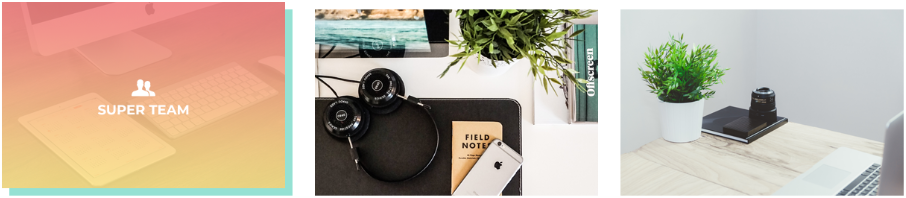 SUPER TEAM
FIELD
NOTES
Offscreen